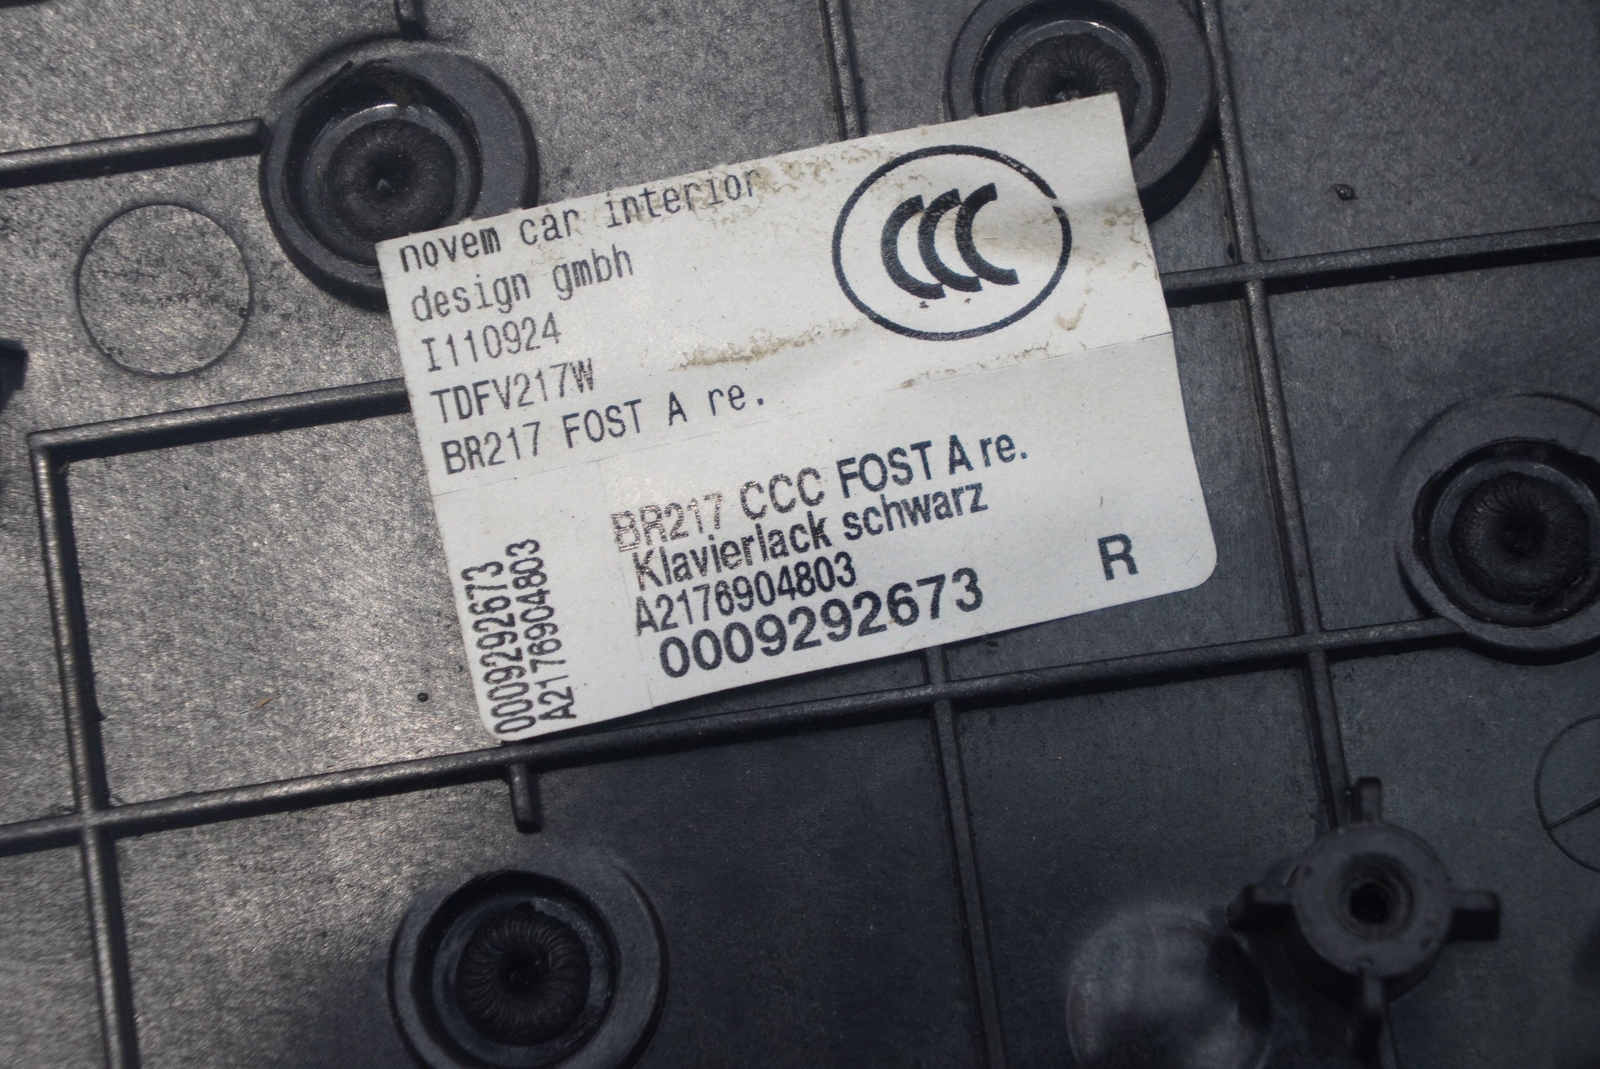 novem car interior
design gmbh
I110924
TDFV217W
BR217 FOST A re.
CCC
BR217 CCC FOST A re.
Klavierlack schwarz
A2176904803
0009292673
R
0009292673
A2176904803